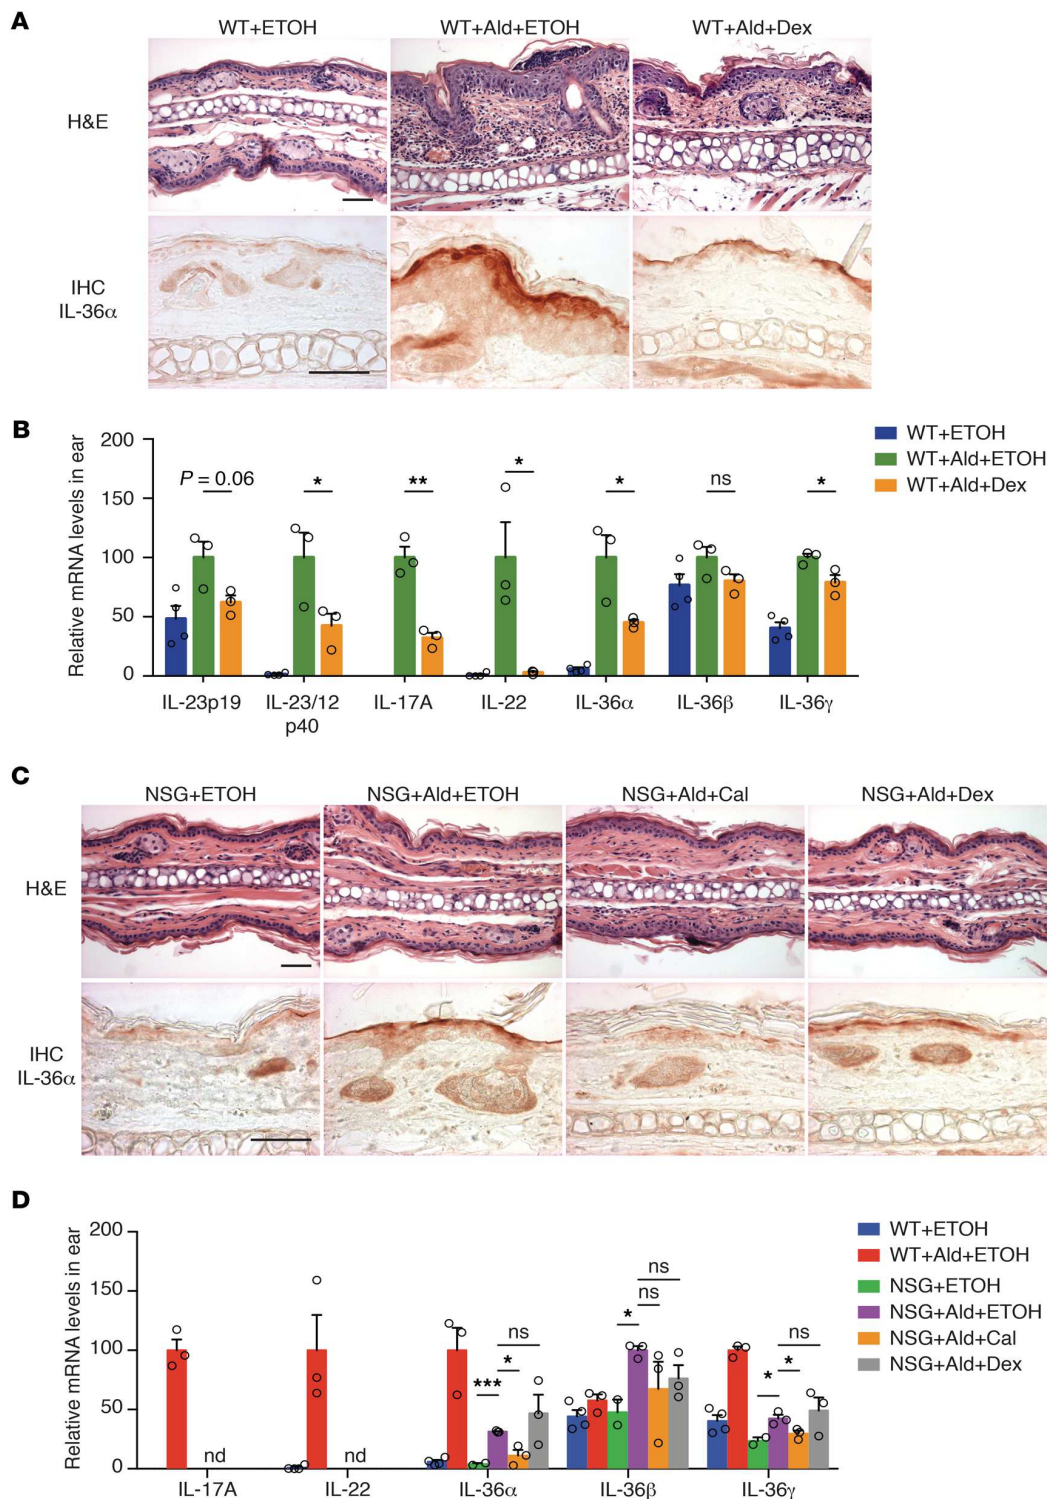 A
WT+ETOH WT+Ald+ETOH WT+Ald+Dex
H&E
IHC
IL-36α
B
Relative mRNA levels in ear
200
150
100
50
0
P = 0.06 * ** * * ns *
IL-23p19 IL-23/12 p40 IL-17A IL-22 IL-36α IL-36β IL-36γ
WT+ETOH
WT+Ald+ETOH
WT+Ald+Dex
C
NSG+ETOH NSG+Ald+ETOH NSG+Ald+Cal NSG+Ald+Dex
H&E
IHC
IL-36α
D
Relative mRNA levels in ear
200
150
100
50
0
nd nd
*** * ns
* ns ns
* * ns
IL-17A IL-22 IL-36α IL-36β IL-36γ
WT+ETOH
WT+Ald+ETOH
NSG+ETOH
NSG+Ald+ETOH
NSG+Ald+Cal
NSG+Ald+Dex